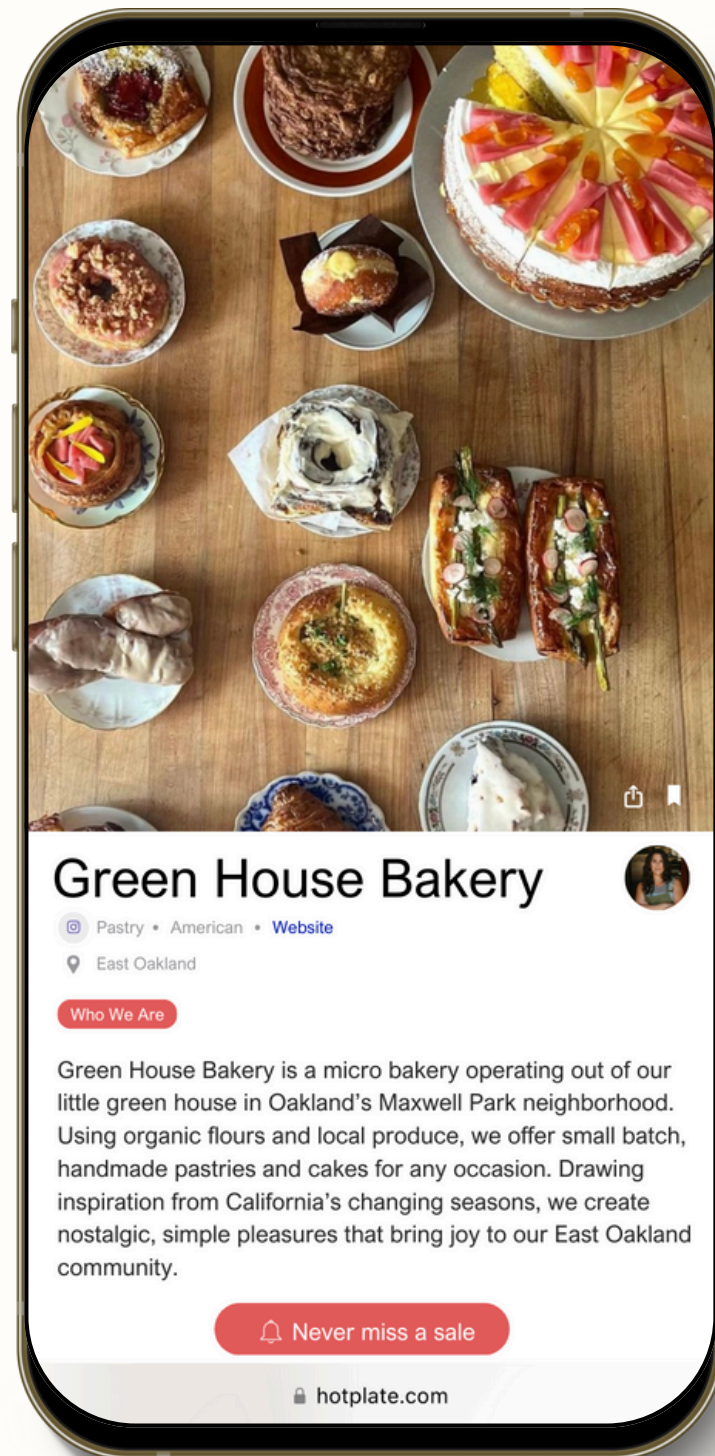 Green House Bakery
Pastry • American • Website
East Oakland
Who We Are
Green House Bakery is a micro bakery operating out of our
little green house in Oakland’s Maxwell Park neighborhood.
Using organic flours and local produce, we offer small batch,
handmade pastries and cakes for any occasion. Drawing
inspiration from California’s changing seasons, we create
nostalgic, simple pleasures that bring joy to our East Oakland
community.
Never miss a sale
hotplate.com